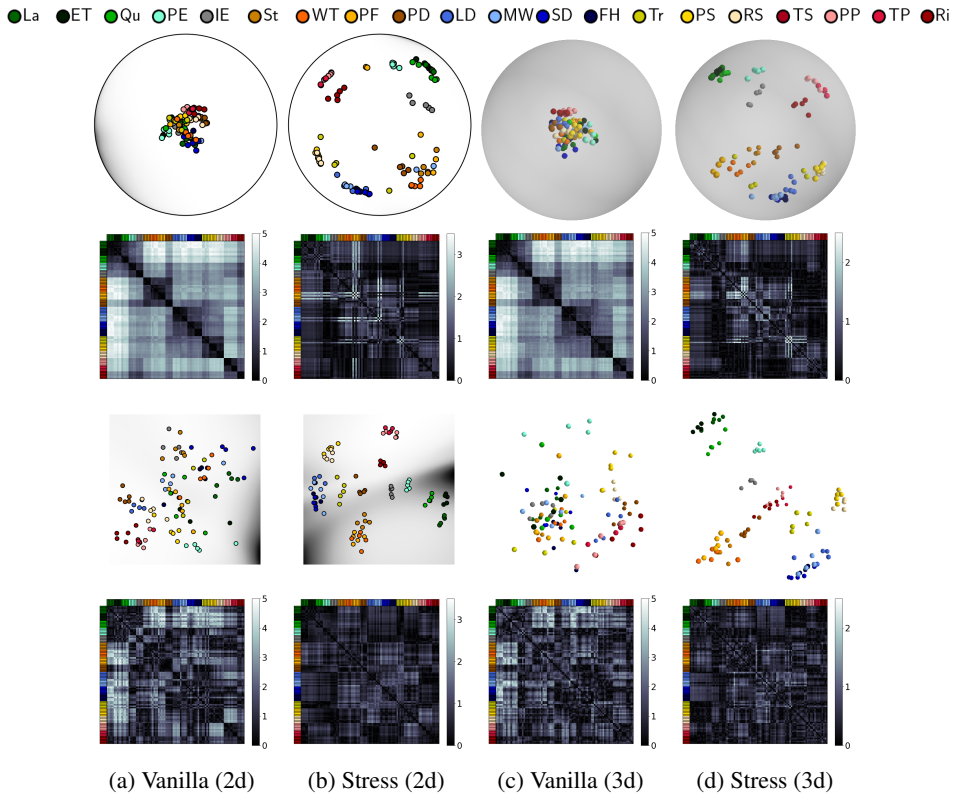 La ET Qu PE IE St WT PF PD LD MW SD FH Tr PS RS TS PP TP Ri
5 4 3 2 1 0
3 2 1 0
5 4 3 2 1 0
2 1 0
5 4 3 2 1 0
3 2 1 0
5 4 3 2 1 0
2 1 0
(a) Vanilla (2d) (b) Stress (2d) (c) Vanilla (3d) (d) Stress (3d)